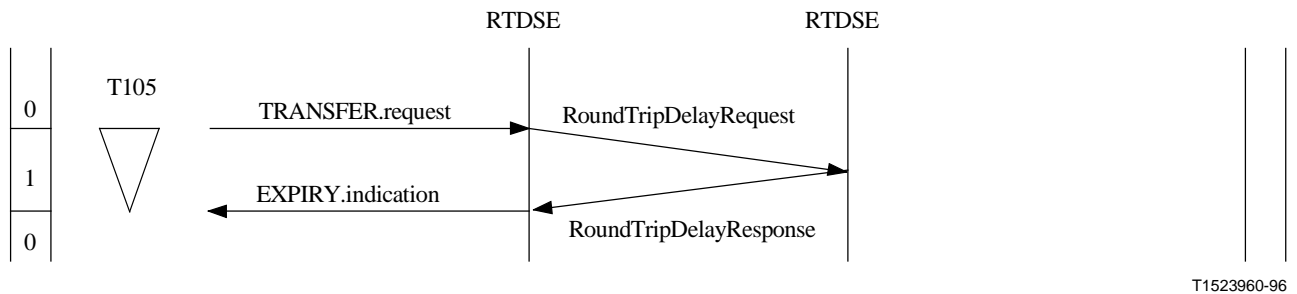 RTDSE
RTDSE
T105
0
TRANSFER.request
RoundTripDelayRequest
1
EXPIRY.indication
RoundTripDelayResponse
0
T1523960-96